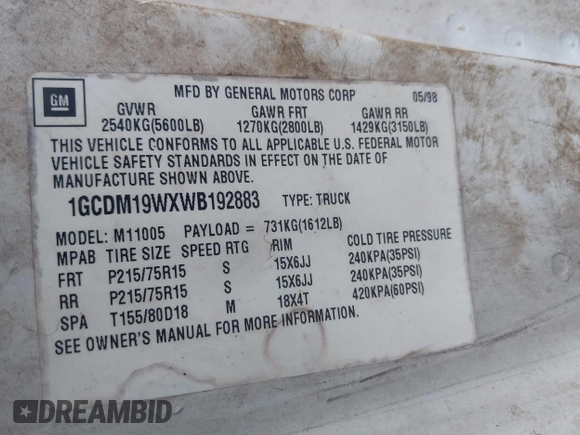 GM
MFD BY GENERAL MOTORS CORP 05/98
GVWR GAWR FRT GAWR RR
2540KG(5600LB) 1270KG(2800LB) 1429KG(3150LB)
THIS VEHICLE CONFORMS TO ALL APPLICABLE U.S. FEDERAL MOTOR
VEHICLE SAFETY STANDARDS IN EFFECT ON THE DATE OF
MANUFACTURE SHOWN ABOVE.
1GCDM19WXWB192883 TYPE: TRUCK
MODEL: M11005 PAYLOAD = 731KG(1612LB)
MPAB TIRE SIZE SPEED RTG RIM COLD TIRE PRESSURE
FRT P215/75R15 S 15X6JJ 240KPA(35PSI)
RR P215/75R15 S 15X6JJ 240KPA(35PSI)
SPA T155/80D18 M 18X4T 420KPA(60PSI)
SEE OWNER'S MANUAL FOR MORE INFORMATION.
DREAMBID